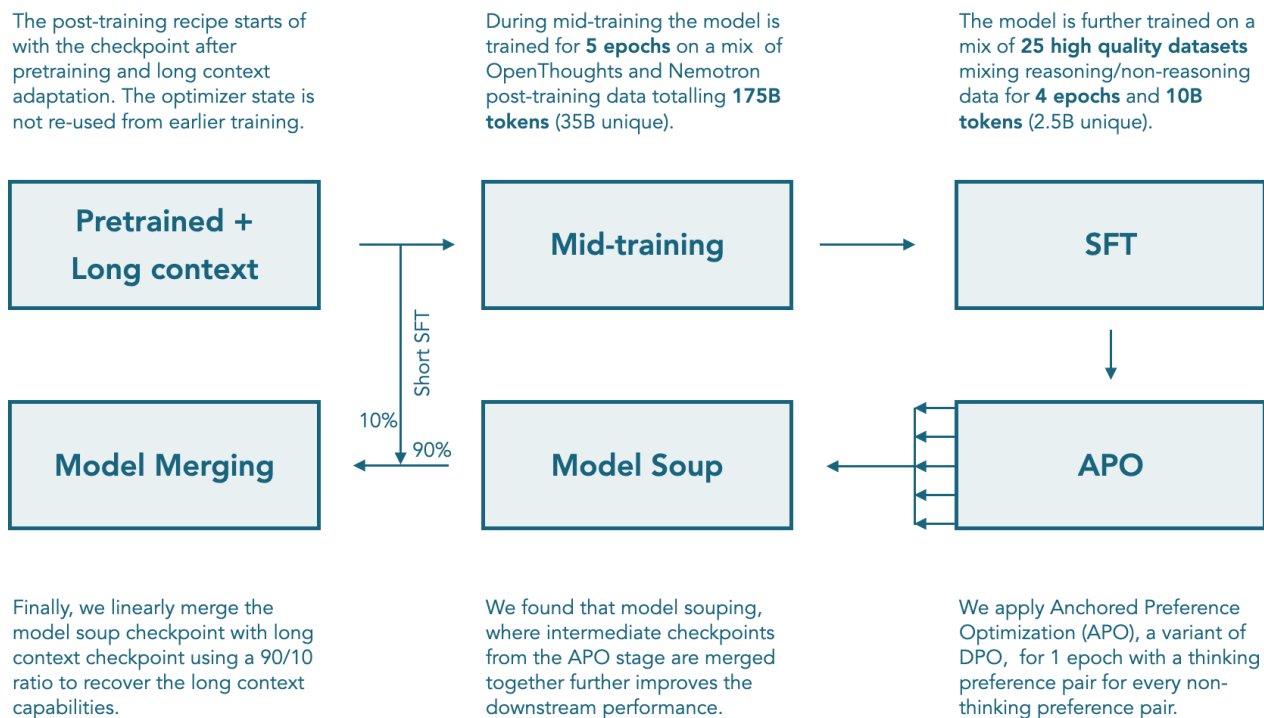 The post-training recipe starts of
with the checkpoint after
pretraining and long context
adaptation. The optimizer state is
not re-used from earlier training.
During mid-training the model is
trained for 5 epochs on a mix of
OpenThoughts and Nemotron
post-training data totalling 175B
tokens (35B unique).
The model is further trained on a
mix of 25 high quality datasets
mixing reasoning/non-reasoning
data for 4 epochs and 10B
tokens (2.5B unique).
Pretrained +
Long context
Mid-training
SFT
Short SFT
10%
90%
Model Merging
Model Soup
APO
Finally, we linearly merge the
model soup checkpoint with long
context checkpoint using a 90/10
ratio to recover the long context
capabilities.
We found that model souping,
where intermediate checkpoints
from the APO stage are merged
together further improves the
downstream performance.
We apply Anchored Preference
Optimization (APO), a variant of
DPO, for 1 epoch with a thinking
preference pair for every non-
thinking preference pair.